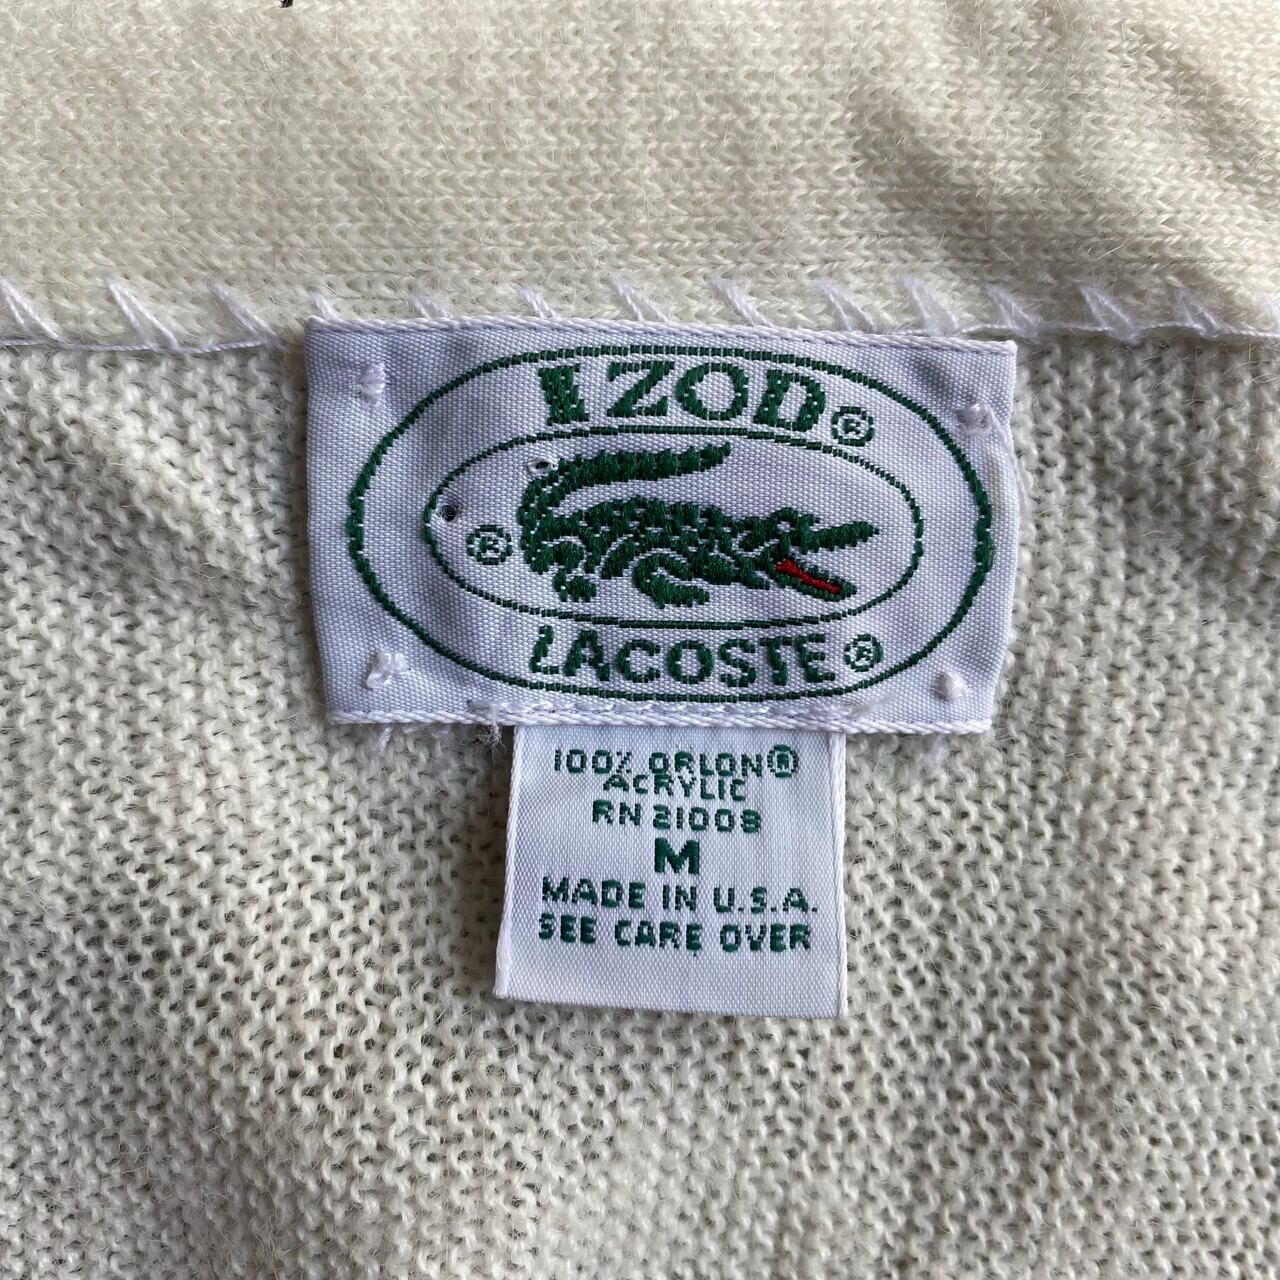 IZOD®
®
LACOSTE®
100% ORLON®
ACRYLIC
RN 21008
M
MADE IN U.S.A.
SEE CARE OVER